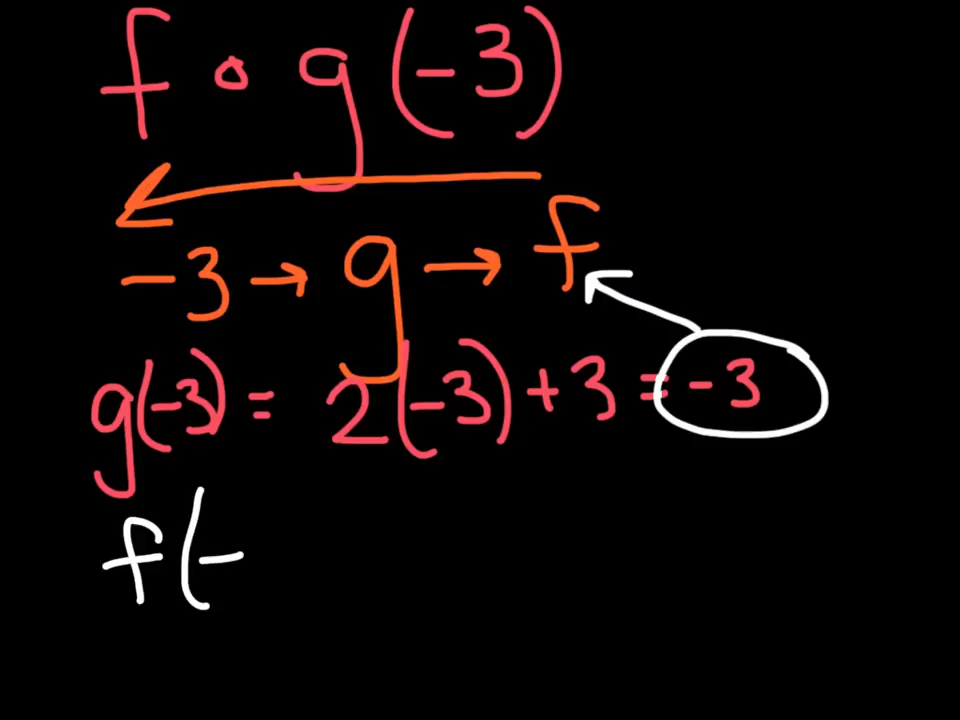 f ∘ g(-3)
-3 → g → f
g(-3) = 2(-3) + 3 = -3
f(-